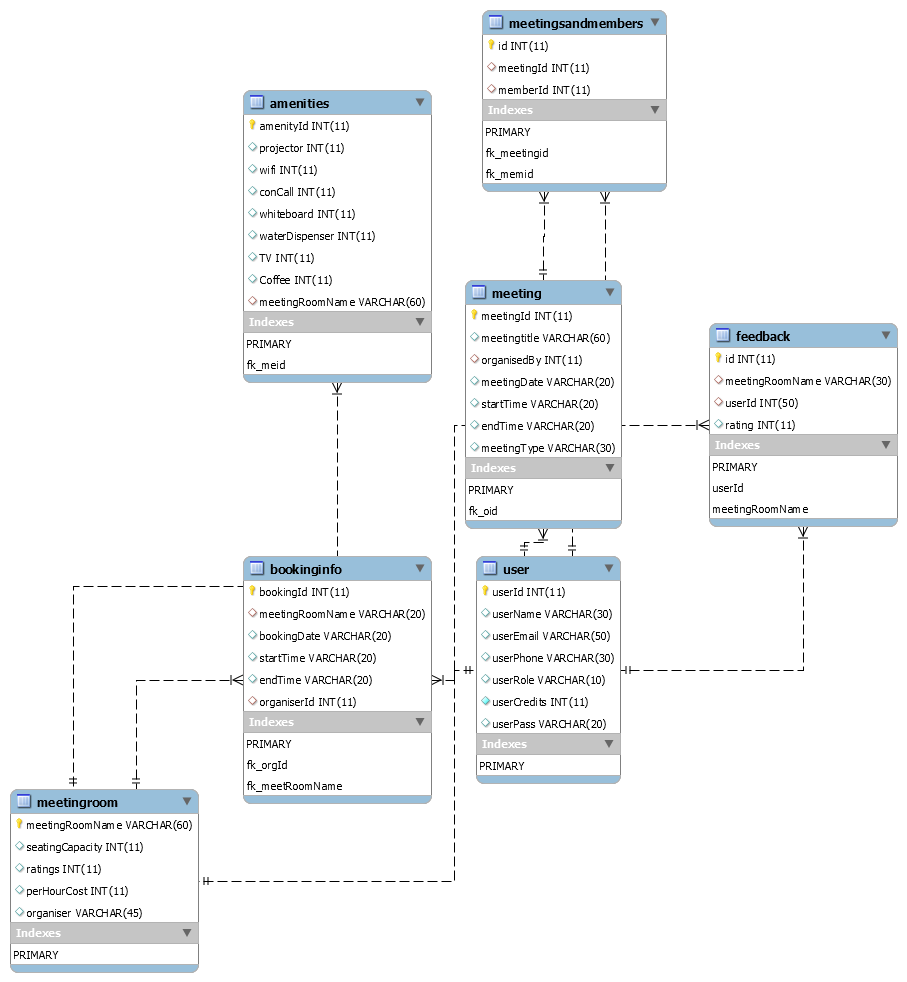 meetingsandmembers
id INT(11)
meetingId INT(11)
memberId INT(11)
Indexes
PRIMARY
fk_meetingid
fk_memid
amenities
amenityId INT(11)
projector INT(11)
wifi INT(11)
conCall INT(11)
whiteboard INT(11)
waterDispenser INT(11)
TV INT(11)
Coffee INT(11)
meetingRoomName VARCHAR(60)
Indexes
PRIMARY
fk_meid
meeting
meetingId INT(11)
meetingtitle VARCHAR(60)
organisedBy INT(11)
meetingDate VARCHAR(20)
startTime VARCHAR(20)
endTime VARCHAR(20)
meetingType VARCHAR(30)
Indexes
PRIMARY
fk_oid
feedback
id INT(11)
meetingRoomName VARCHAR(30)
userId INT(50)
rating INT(11)
Indexes
PRIMARY
userId
meetingRoomName
bookinginfo
bookingId INT(11)
meetingRoomName VARCHAR(20)
bookingDate VARCHAR(20)
startTime VARCHAR(20)
endTime VARCHAR(20)
organiserId INT(11)
Indexes
PRIMARY
fk_orgId
fk_meetRoomName
user
userId INT(11)
userName VARCHAR(30)
userEmail VARCHAR(50)
userPhone VARCHAR(30)
userRole VARCHAR(10)
userCredits INT(11)
userPass VARCHAR(20)
Indexes
PRIMARY
meetingroom
meetingRoomName VARCHAR(60)
seatingCapacity INT(11)
ratings INT(11)
perHourCost INT(11)
organiser VARCHAR(45)
Indexes
PRIMARY